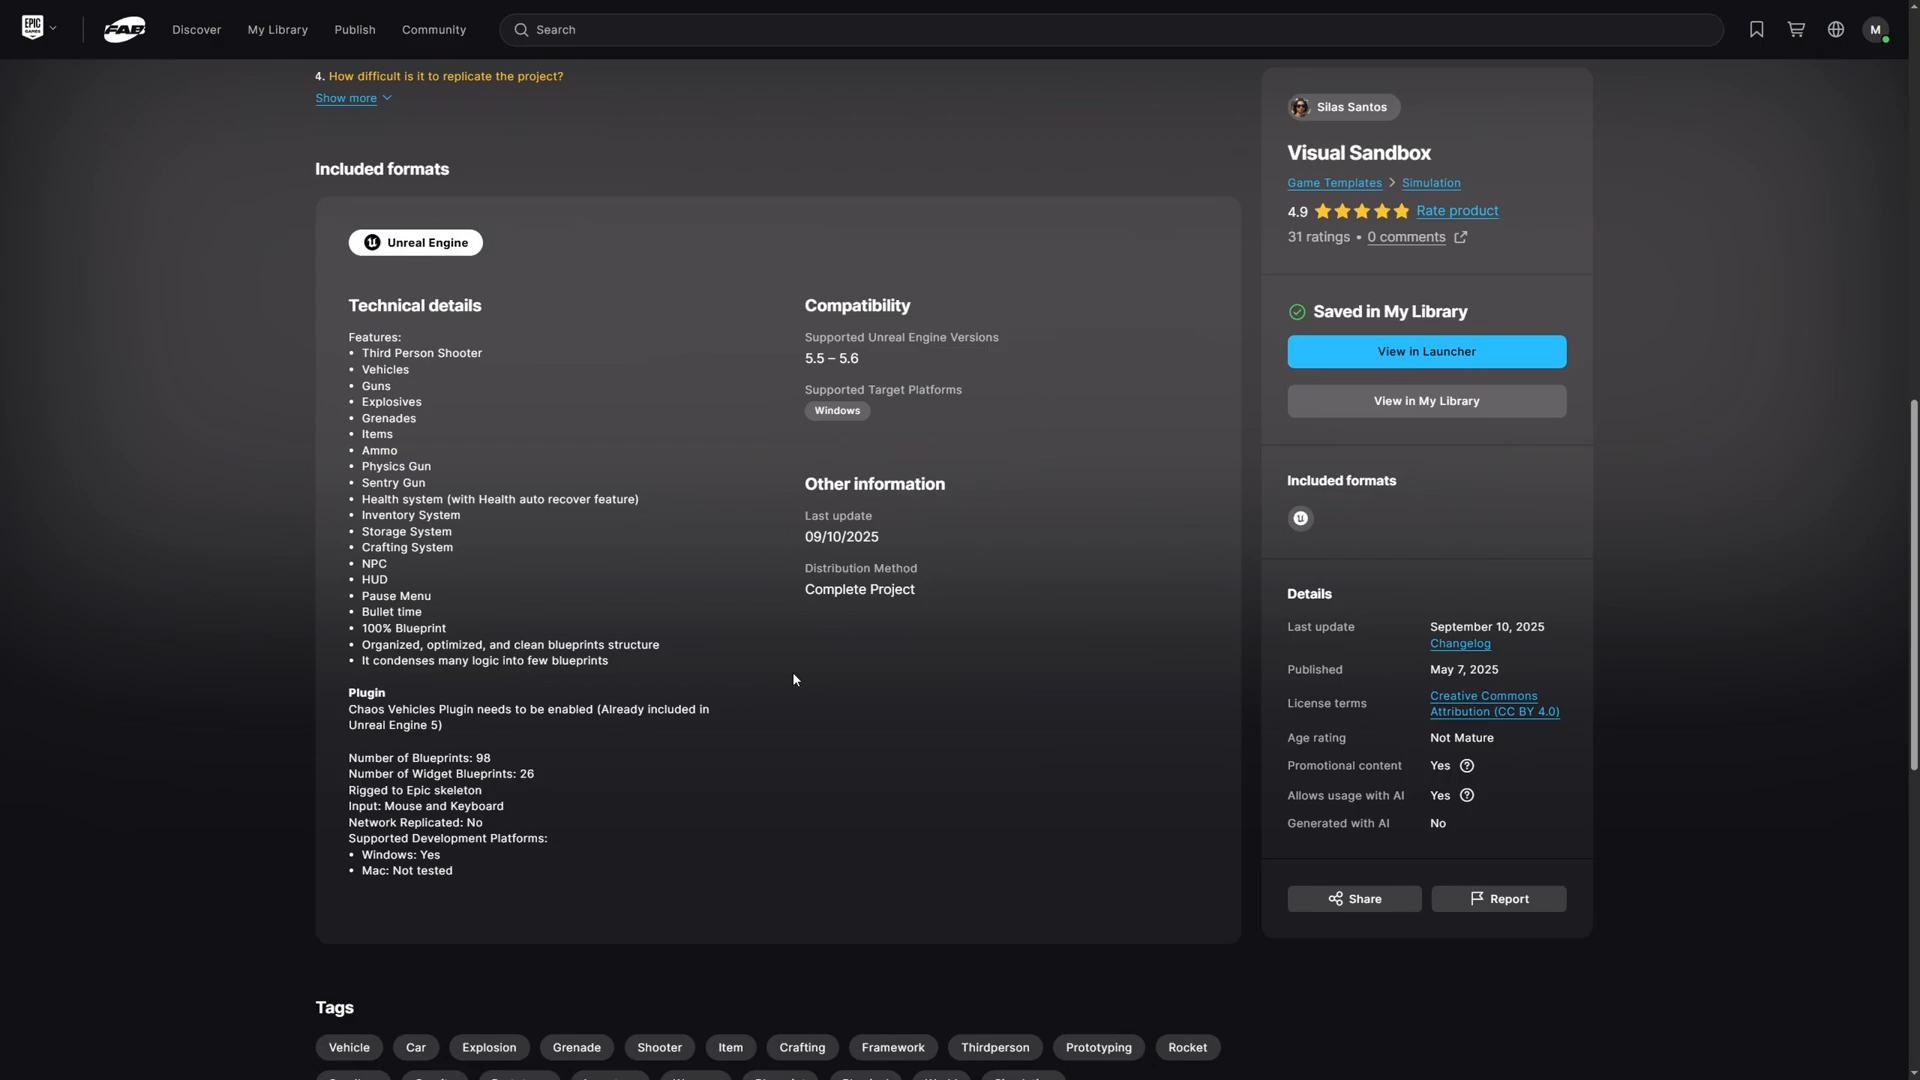 EPIC GAMES
FAB
Discover
My Library
Publish
Community
Search
M
4. How difficult is it to replicate the project?
Show more
Included formats
Unreal Engine
Technical details
Features:
• Third Person Shooter
• Vehicles
• Guns
• Explosives
• Grenades
• Items
• Ammo
• Physics Gun
• Sentry Gun
• Health system (with Health auto recover feature)
• Inventory System
• Storage System
• Crafting System
• NPC
• HUD
• Pause Menu
• Bullet time
• 100% Blueprint
• Organized, optimized, and clean blueprints structure
• It condenses many logic into few blueprints
Plugin
Chaos Vehicles Plugin needs to be enabled (Already included in
Unreal Engine 5)
Number of Blueprints: 98
Number of Widget Blueprints: 26
Rigged to Epic skeleton
Input: Mouse and Keyboard
Network Replicated: No
Supported Development Platforms:
• Windows: Yes
• Mac: Not tested
Compatibility
Supported Unreal Engine Versions
5.5 – 5.6
Supported Target Platforms
Windows
Other information
Last update
09/10/2025
Distribution Method
Complete Project
Silas Santos
Visual Sandbox
Game Templates > Simulation
4.9 Rate product
31 ratings • 0 comments
Saved in My Library
View in Launcher
View in My Library
Included formats
Details
Last update September 10, 2025
Changelog
Published May 7, 2025
License terms Creative Commons
Attribution (CC BY 4.0)
Age rating Not Mature
Promotional content Yes
Allows usage with AI Yes
Generated with AI No
Share
Report
Tags
Vehicle
Car
Explosion
Grenade
Shooter
Item
Crafting
Framework
Thirdperson
Prototyping
Rocket